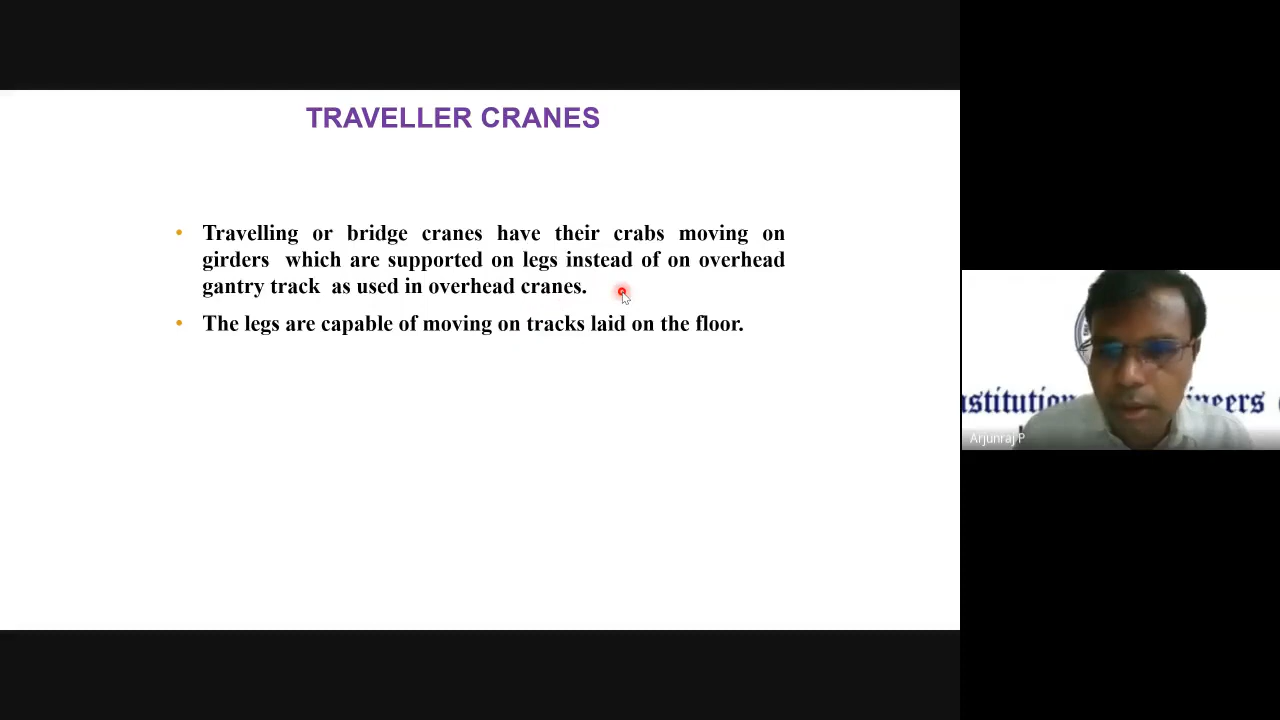 TRAVELLER CRANES
• Travelling or bridge cranes have their crabs moving on
girders which are supported on legs instead of on overhead
gantry track as used in overhead cranes.
• The legs are capable of moving on tracks laid on the floor.
Arjunraj P